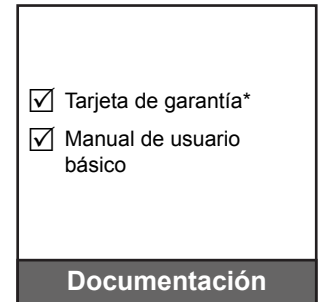 Tarjeta de garantía*
Manual de usuario
básico
Documentación